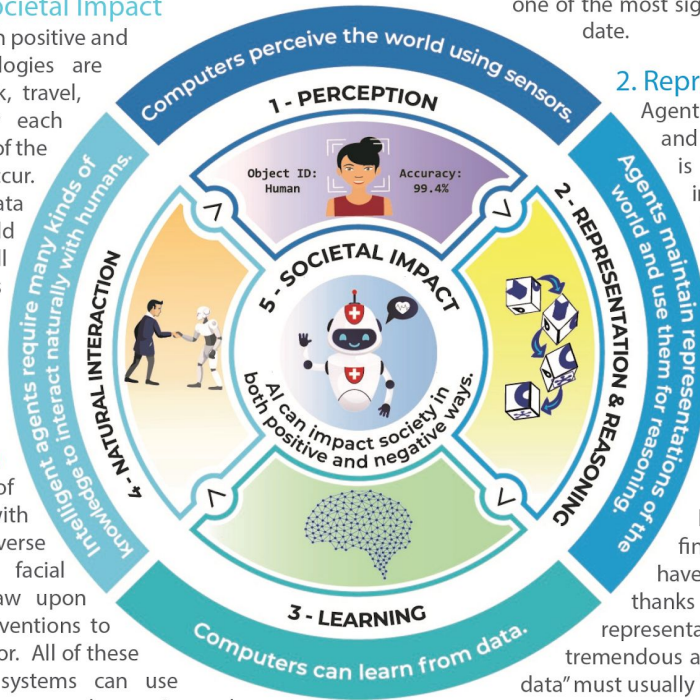 ocietal Impact
n positive and
logies are
k, travel,
each
of the
cur.
ata
ld
ll
s
of
with
verse
facial
aw upon
ventions to
or. All of these
systems can use
one of the most sig
date.
2. Repr
Agent
and
is
i
fin
have
thanks
representa
tremendous a
data" must usually
Computers perceive the world using sensors.
1 - PERCEPTION
Object ID:
Human
Accuracy:
99.4%
Agents maintain representations of the
world and use them for reasoning.
2 - REPRESENTATION & REASONING
3 - LEARNING
Computers can learn from data.
Intelligent agents require many kinds of
knowledge to interact naturally with humans.
4 - NATURAL INTERACTION
5 - SOCIETAL IMPACT
AI can impact society in
both positive and negative ways.